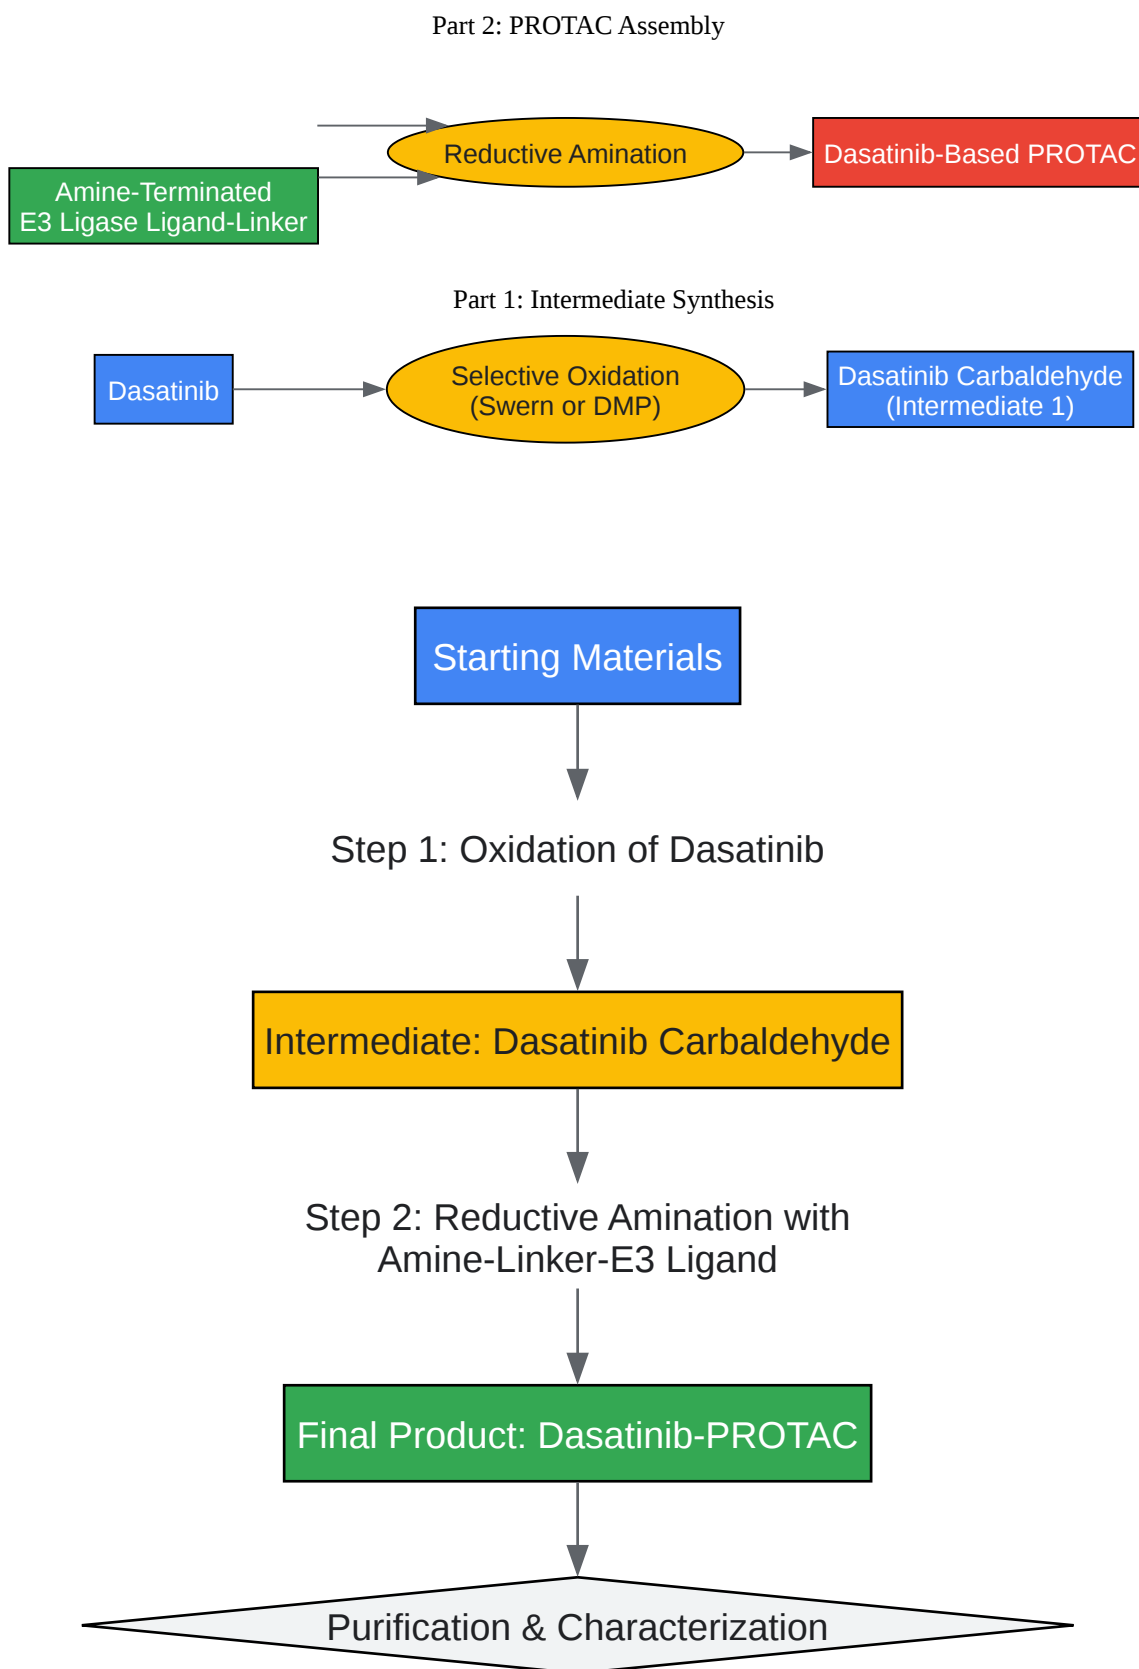 Part 2: PROTAC Assembly
Reductive Amination
Dasatinib-Based PROTAC
Amine-Terminated
E3 Ligase Ligand-Linker
Part 1: Intermediate Synthesis
Dasatinib
Selective Oxidation
(Swern or DMP)
Dasatinib Carbaldehyde
(Intermediate 1)
Starting Materials
Step 1: Oxidation of Dasatinib
Intermediate: Dasatinib Carbaldehyde
Step 2: Reductive Amination with
Amine-Linker-E3 Ligand
Final Product: Dasatinib-PROTAC
Purification & Characterization